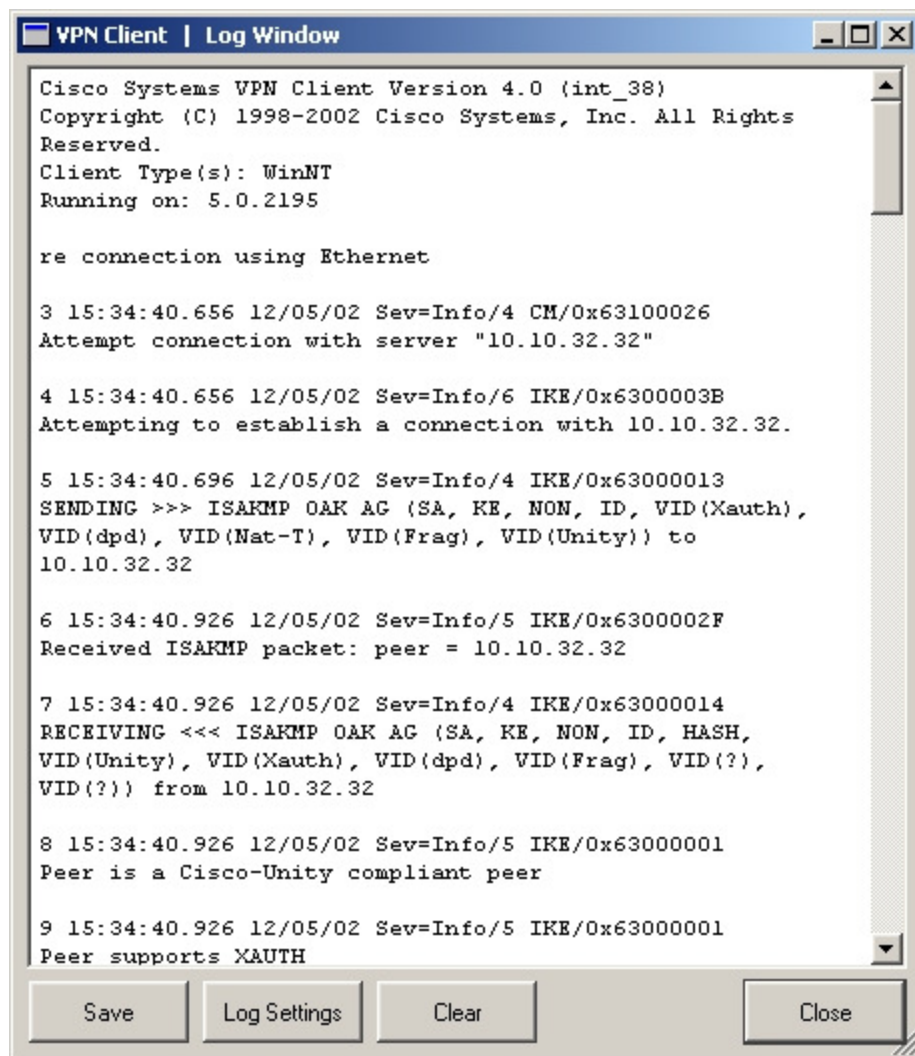 VPN Client | Log Window
Cisco Systems VPN Client Version 4.0 (int_38)
Copyright (C) 1998-2002 Cisco Systems, Inc. All Rights
Reserved.
Client Type(s): WinNT
Running on: 5.0.2195
re connection using Ethernet
3 15:34:40.656 12/05/02 Sev=Info/4 CM/0x63100026
Attempt connection with server "10.10.32.32"
4 15:34:40.656 12/05/02 Sev=Info/6 IKE/0x6300003B
Attempting to establish a connection with 10.10.32.32.
5 15:34:40.696 12/05/02 Sev=Info/4 IKE/0x63000013
SENDING >>> ISAKMP OAK AG (SA, KE, NON, ID, VID(Xauth),
VID(dpd), VID(Nat-T), VID(Frag), VID(Unity)) to
10.10.32.32
6 15:34:40.926 12/05/02 Sev=Info/5 IKE/0x6300002F
Received ISAKMP packet: peer = 10.10.32.32
7 15:34:40.926 12/05/02 Sev=Info/4 IKE/0x63000014
RECEIVING <<< ISAKMP OAK AG (SA, KE, NON, ID, HASH,
VID(Unity), VID(Xauth), VID(dpd), VID(Frag), VID(?),
VID(?)) from 10.10.32.32
8 15:34:40.926 12/05/02 Sev=Info/5 IKE/0x63000001
Peer is a Cisco-Unity compliant peer
9 15:34:40.926 12/05/02 Sev=Info/5 IKE/0x63000001
Peer supports XAUTH
Save Log Settings Clear Close